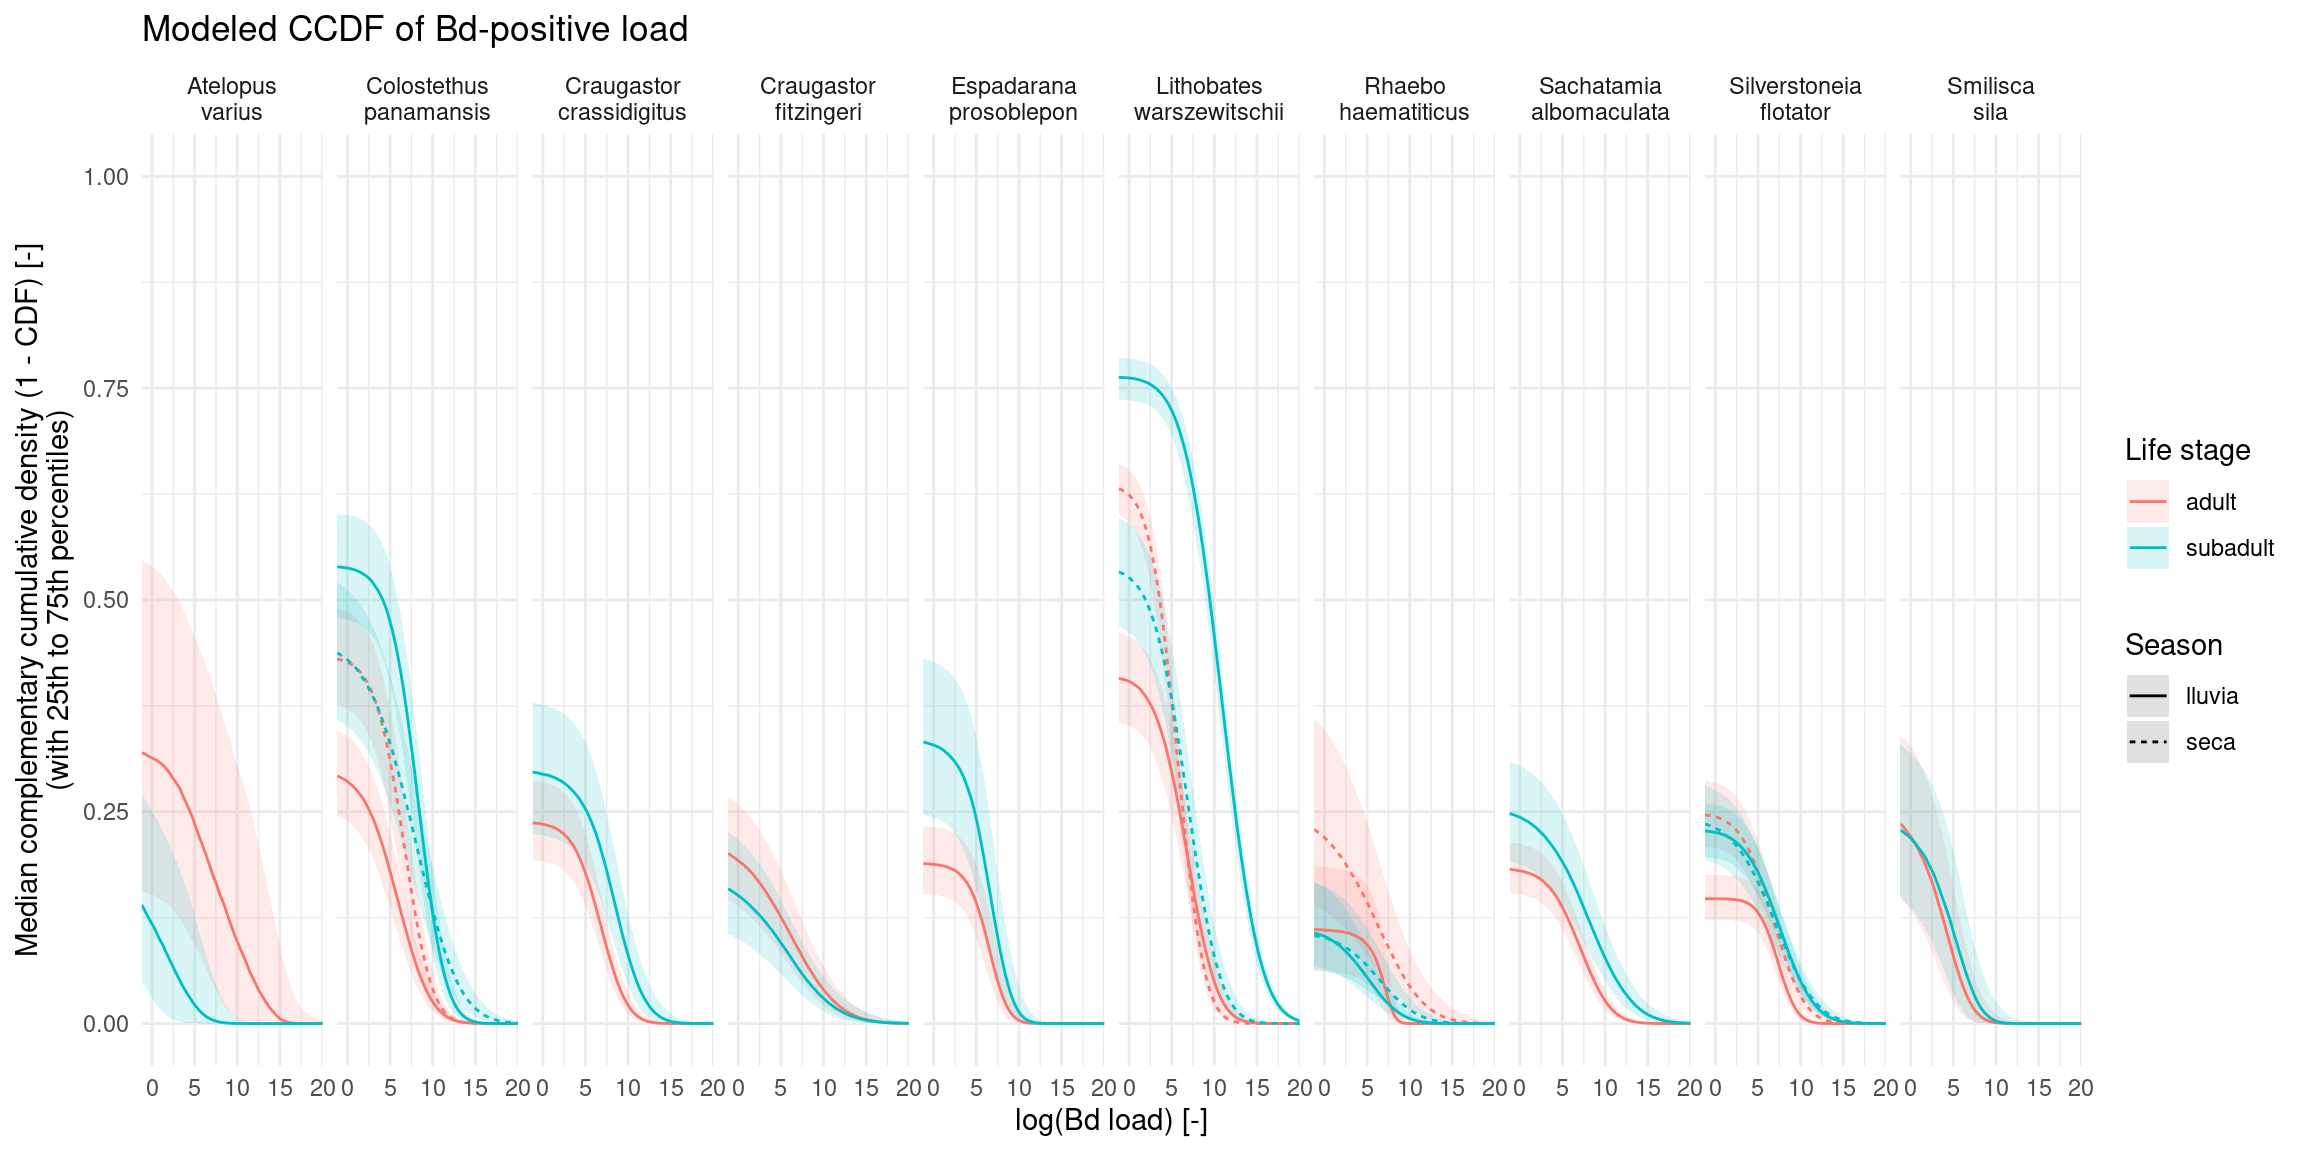 Modeled CCDF of Bd-positive load
Atelopus
varius
Colostethus
panamansis
Craugastor
crassidigitus
Craugastor
fitzingeri
Espadarana
prosoblepon
Lithobates
warszewitschii
Rhaebo
haematiticus
Sachatamia
albomaculata
Silverstoneia
flotator
Smilisca
sila
Median complementary cumulative density (1 - CDF) [-]
(with 25th to 75th percentiles)
1.00
0.75
0.50
0.25
0.00
0 5 10 15 20
0 5 10 15 20
0 5 10 15 20
0 5 10 15 20
0 5 10 15 20
0 5 10 15 20
0 5 10 15 20
0 5 10 15 20
0 5 10 15 20
0 5 10 15 20
log(Bd load) [-]
Life stage
adult
subadult
Season
lluvia
seca